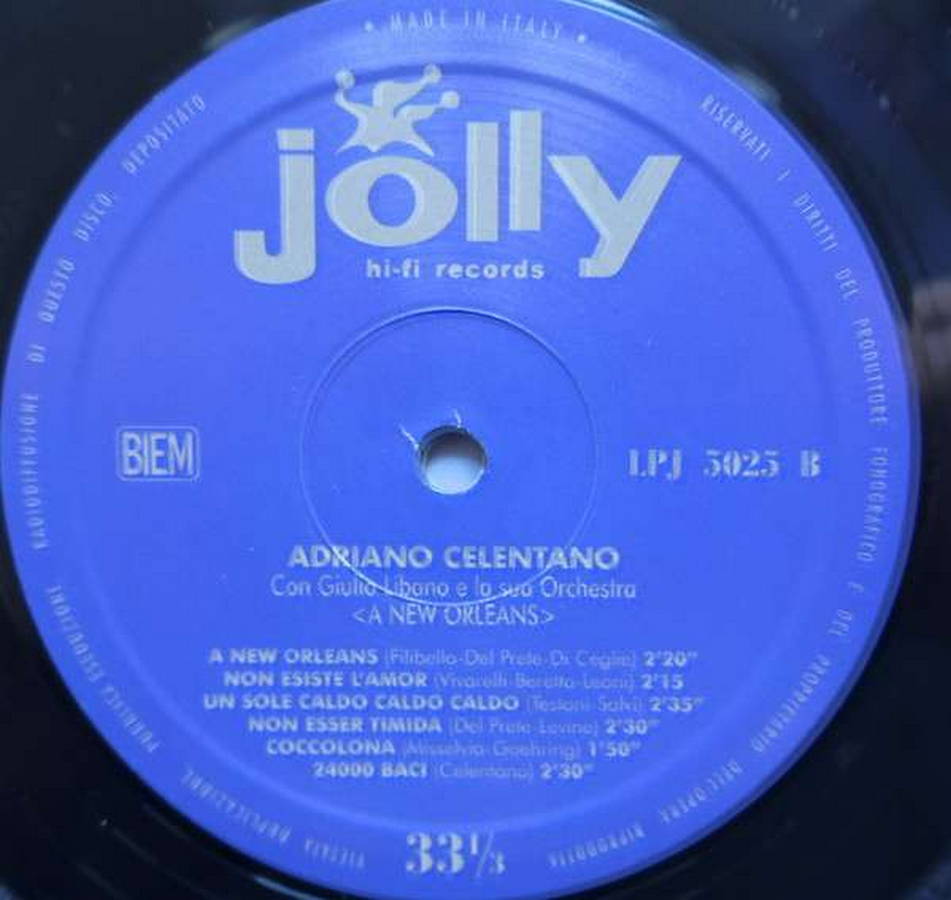 • MADE IN ITALY •
RISERVATI I DIRITTI DEL PRODUTTORE FONOGRAFICO E DEL PROPRIETARIO DELL'OPERA RIPRODOTTA
VIETATA DUPLICAZIONE, PUBBLICA ESECUZIONE RADIODIFFUSIONE DI QUESTO DISCO. DEPOSITATO
jolly
hi-fi records
BIEM
LPJ 5025 B
ADRIANO CELENTANO
Con Giulio Libano e la sua Orchestra
<A NEW ORLEANS>
A NEW ORLEANS (Filibello-Del Prete-Di Ceglie) 2'20"
NON ESISTE L'AMOR (Vivarelli-Beretta-Leoni) 2'15
UN SOLE CALDO CALDO CALDO (Testoni-Salvi) 2'35"
NON ESSER TIMIDA (Del Prete-Levine) 2'30"
COCCOLONA (Misselvia-Goehring) 1'50"
24000 BACI (Celentano) 2'30"
33 1/3